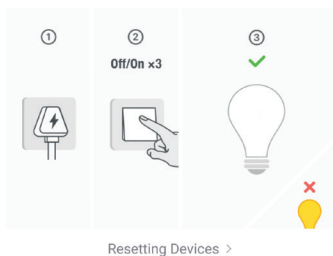 ①
②
③
Off/On ×3
Resetting Devices >